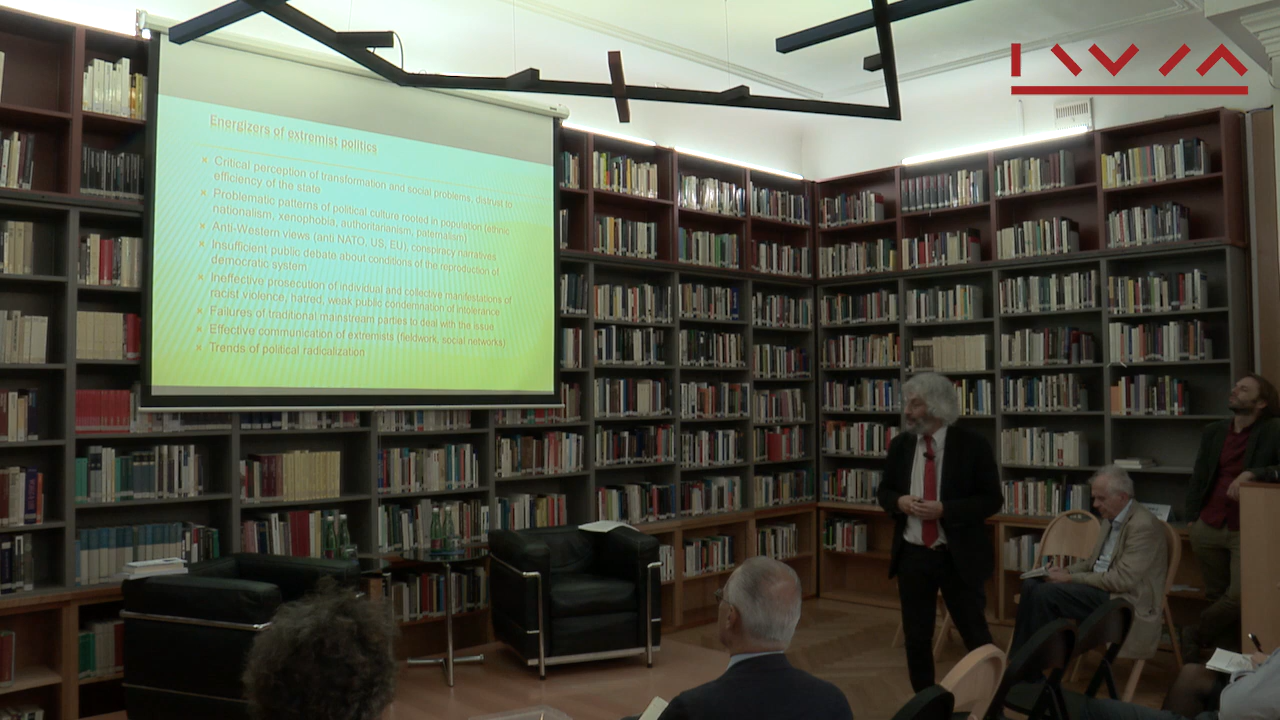 IWM
Energizers of extremist politics
Critical perception of transformation and social problems, distrust to
efficiency of the state
Problematic patterns of political culture rooted in population (ethnic
nationalism, xenophobia, authoritarianism, paternalism)
Anti-Western views (anti NATO, US, EU), conspiracy narratives
Insufficient public debate about conditions of the reproduction of
democratic system
Ineffective prosecution of individual and collective manifestations of
racist violence, hatred, weak public condemnation of intolerance
Failures of traditional mainstream parties to deal with the issue
Effective communication of extremists (fieldwork, social networks)
Trends of political radicalization